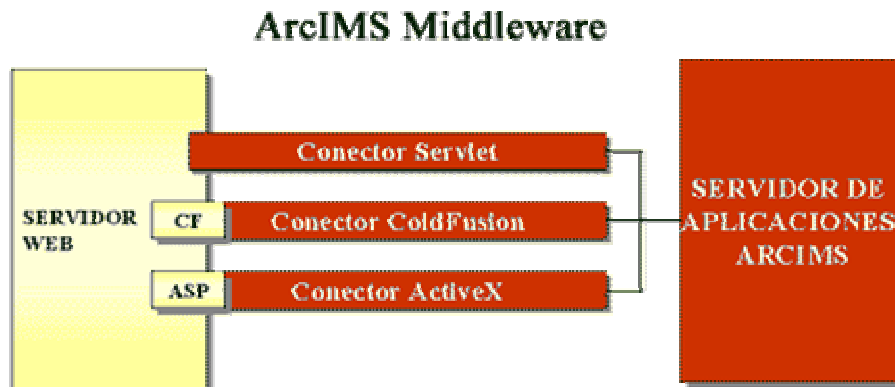 ArcIMS Middleware
SERVIDOR
WEB
Conector Servlet
CF
Conector ColdFusion
ASP
Conector ActiveX
SERVIDOR DE
APLICACIONES
ARCIMS